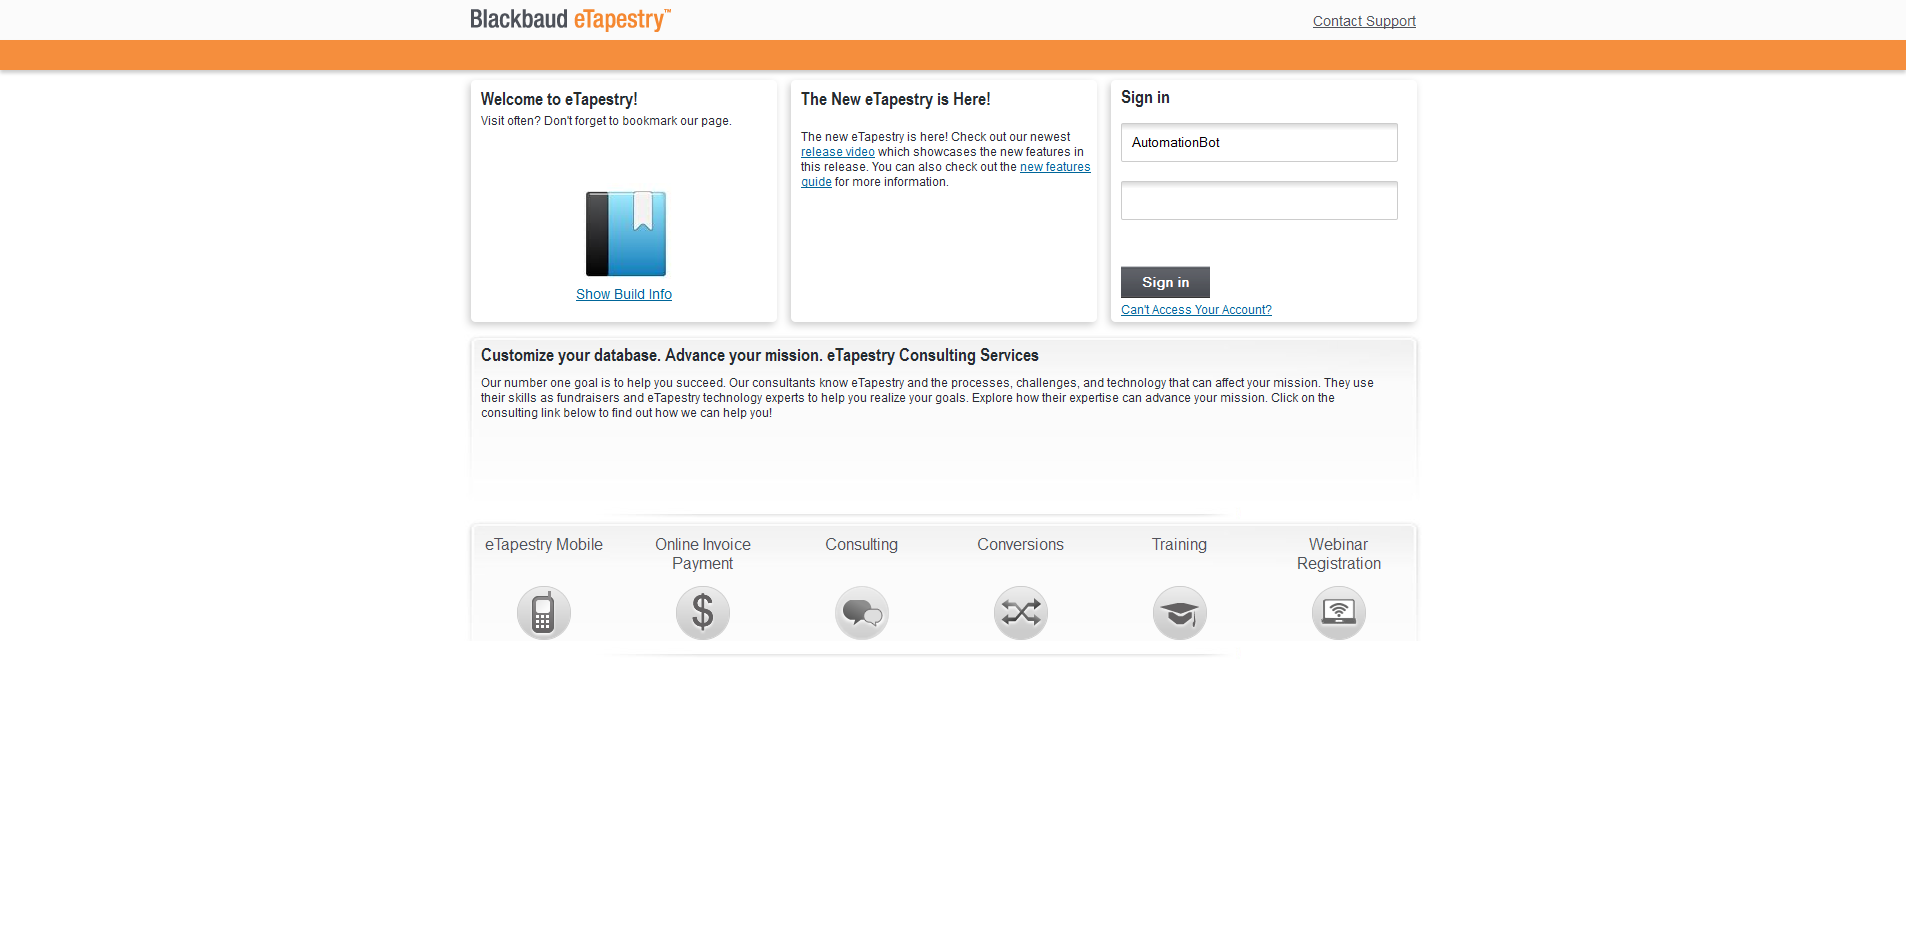 Blackbaud eTapestry™
Contact Support
Welcome to eTapestry!
Visit often? Don't forget to bookmark our page.
Show Build Info
The New eTapestry is Here!
The new eTapestry is here! Check out our newest
release video which showcases the new features in
this release. You can also check out the new features
guide for more information.
Sign in
AutomationBot
Sign in
Can't Access Your Account?
Customize your database. Advance your mission. eTapestry Consulting Services
Our number one goal is to help you succeed. Our consultants know eTapestry and the processes, challenges, and technology that can affect your mission. They use
their skills as fundraisers and eTapestry technology experts to help you realize your goals. Explore how their expertise can advance your mission. Click on the
consulting link below to find out how we can help you!
eTapestry Mobile
Online Invoice
Payment
Consulting
Conversions
Training
Webinar
Registration
$